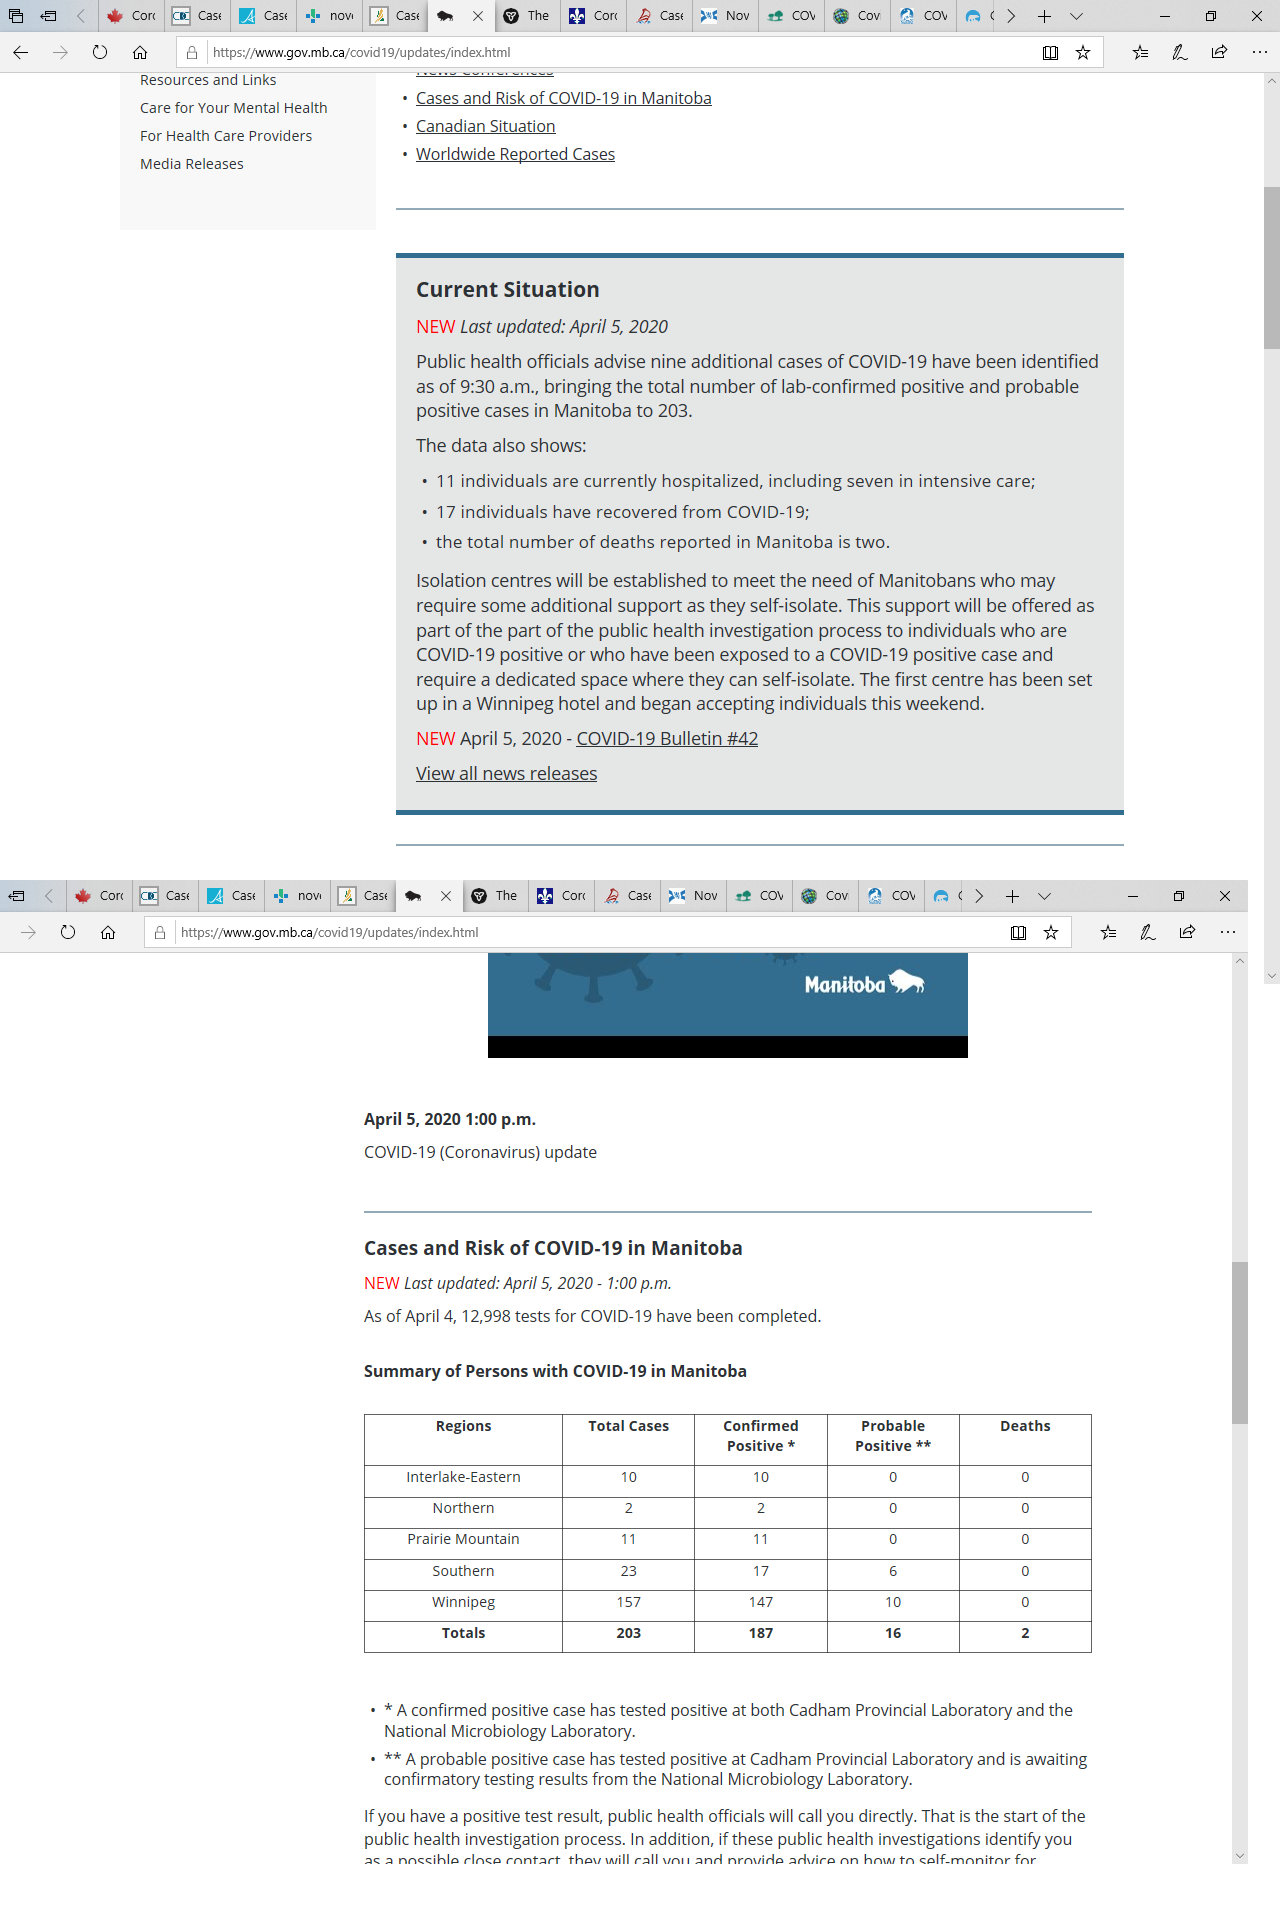 Corc Case Case nove Case The Corc Case Nov COV Cov COV
https://www.gov.mb.ca/covid19/updates/index.html
Resources and Links
Care for Your Mental Health
For Health Care Providers
Media Releases
News Conferences
• Cases and Risk of COVID-19 in Manitoba
• Canadian Situation
• Worldwide Reported Cases
Current Situation
NEW Last updated: April 5, 2020
Public health officials advise nine additional cases of COVID-19 have been identified
as of 9:30 a.m., bringing the total number of lab-confirmed positive and probable
positive cases in Manitoba to 203.
The data also shows:
• 11 individuals are currently hospitalized, including seven in intensive care;
• 17 individuals have recovered from COVID-19;
• the total number of deaths reported in Manitoba is two.
Isolation centres will be established to meet the need of Manitobans who may
require some additional support as they self-isolate. This support will be offered as
part of the part of the public health investigation process to individuals who are
COVID-19 positive or who have been exposed to a COVID-19 positive case and
require a dedicated space where they can self-isolate. The first centre has been set
up in a Winnipeg hotel and began accepting individuals this weekend.
NEW April 5, 2020 - COVID-19 Bulletin #42
View all news releases
Corc Case Case nove Case The Corc Case Nov COV Cov COV
https://www.gov.mb.ca/covid19/updates/index.html
Manitoba
April 5, 2020 1:00 p.m.
COVID-19 (Coronavirus) update
Cases and Risk of COVID-19 in Manitoba
NEW Last updated: April 5, 2020 - 1:00 p.m.
As of April 4, 12,998 tests for COVID-19 have been completed.
Summary of Persons with COVID-19 in Manitoba
Regions Total Cases Confirmed Positive * Probable Positive ** Deaths
Interlake-Eastern 10 10 0 0
Northern 2 2 0 0
Prairie Mountain 11 11 0 0
Southern 23 17 6 0
Winnipeg 157 147 10 0
Totals 203 187 16 2
• * A confirmed positive case has tested positive at both Cadham Provincial Laboratory and the
National Microbiology Laboratory.
• ** A probable positive case has tested positive at Cadham Provincial Laboratory and is awaiting
confirmatory testing results from the National Microbiology Laboratory.
If you have a positive test result, public health officials will call you directly. That is the start of the
public health investigation process. In addition, if these public health investigations identify you
as a possible close contact, they will call you and provide advice on how to self-monitor for